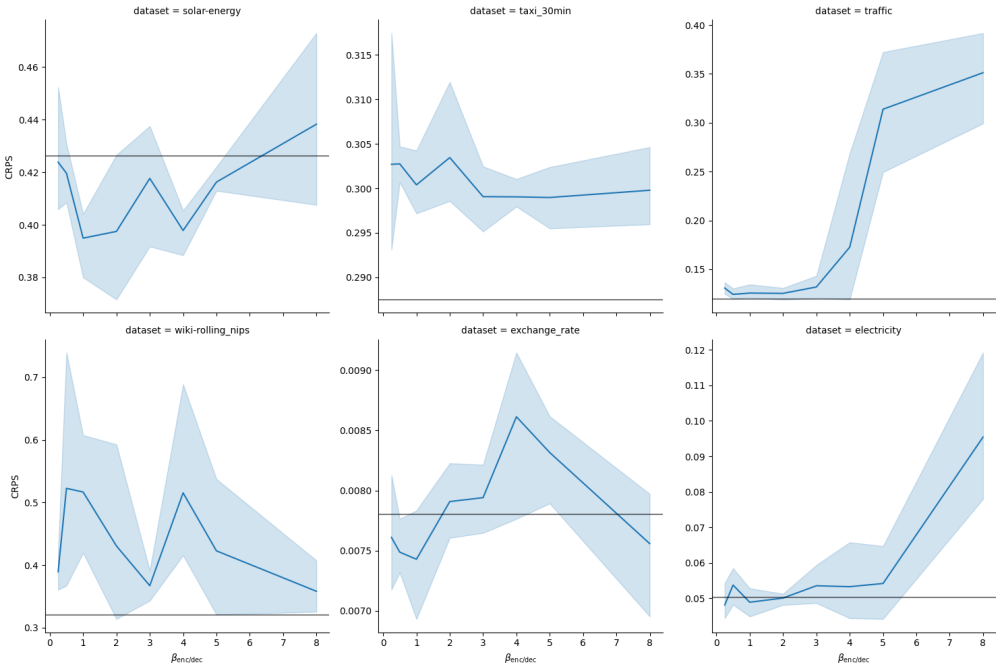 dataset = solar-energy
dataset = taxi_30min
dataset = traffic
CRPS
0.46
0.44
0.42
0.40
0.38
0.315
0.310
0.305
0.300
0.295
0.290
0.40
0.35
0.30
0.25
0.20
0.15
dataset = wiki-rolling_nips
dataset = exchange_rate
dataset = electricity
CRPS
0.7
0.6
0.5
0.4
0.3
0.0090
0.0085
0.0080
0.0075
0.0070
0.12
0.11
0.10
0.09
0.08
0.07
0.06
0.05
0 1 2 3 4 5 6 7 8
0 1 2 3 4 5 6 7 8
0 1 2 3 4 5 6 7 8
βenc/dec
βenc/dec
βenc/dec